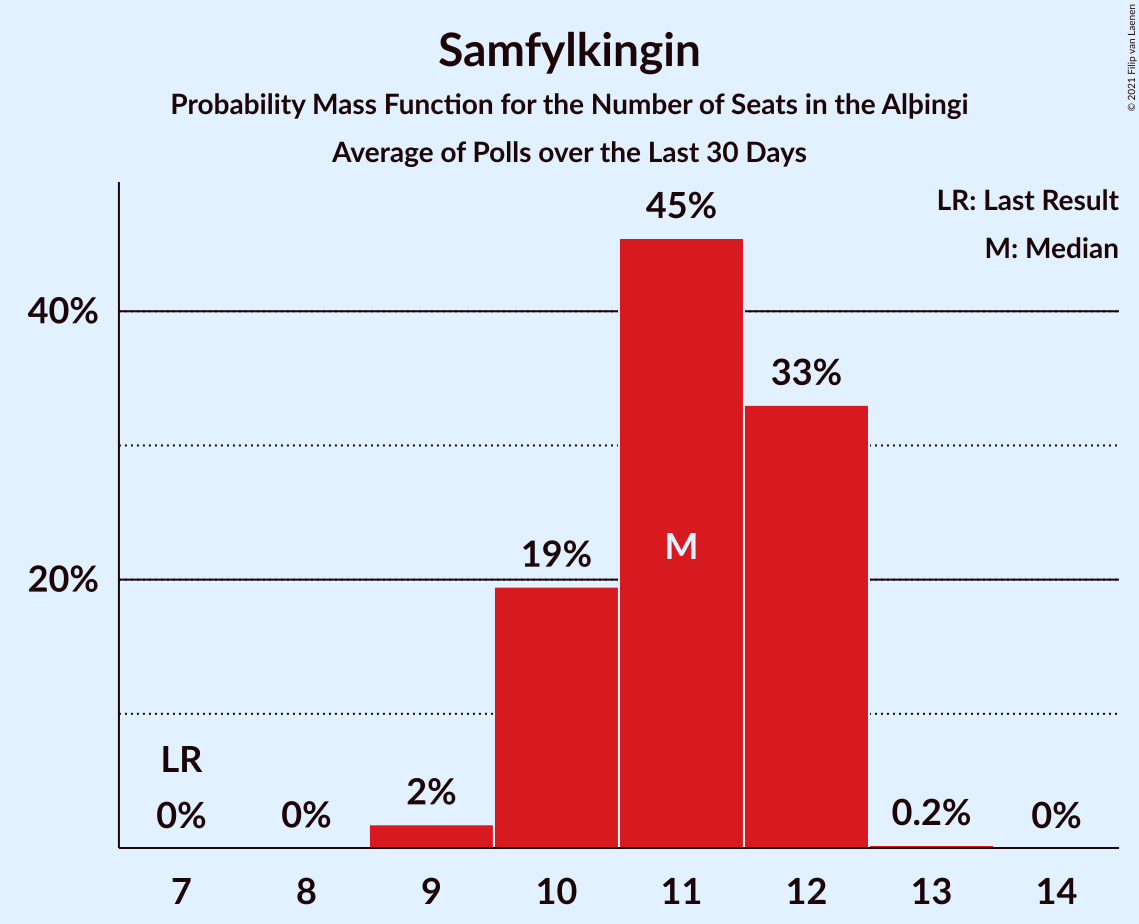 Samfylkingin
Probability Mass Function for the Number of Seats in the Alþingi
Average of Polls over the Last 30 Days
© 2021 Filip van Laenen
LR: Last Result
M: Median
45%
40%
33%
M
19%
20%
LR
0%
0%
2%
0.2%
0%
7 8 9 10 11 12 13 14